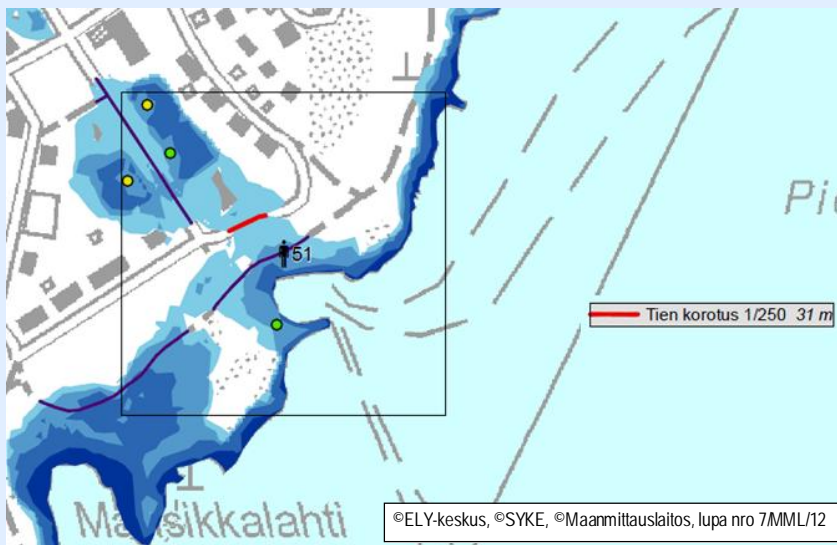 Pi
51
Tien korotus 1/250 31 m
Mansikkalahti
©ELY-keskus, ©SYKE, ©Maanmittauslaitos, lupa nro 7/MML/12